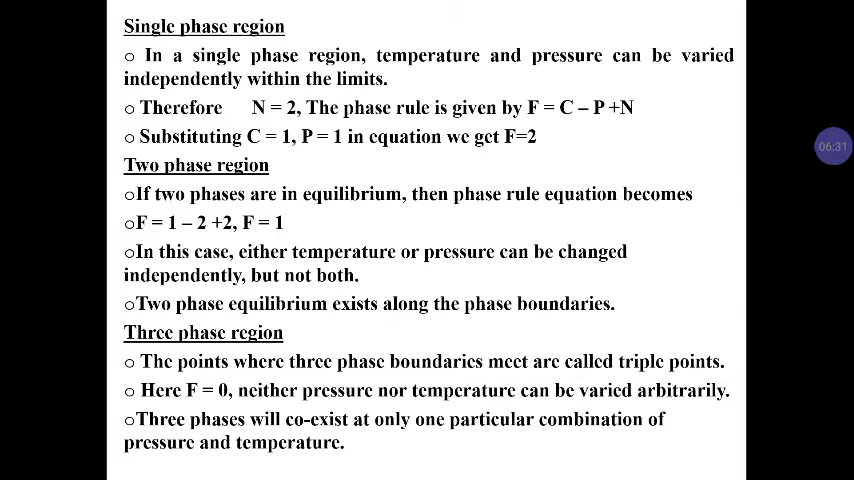 Single phase region
o In a single phase region, temperature and pressure can be varied
independently within the limits.
o Therefore N = 2, The phase rule is given by F = C – P +N
o Substituting C = 1, P = 1 in equation we get F=2
Two phase region
oIf two phases are in equilibrium, then phase rule equation becomes
oF = 1 – 2 +2, F = 1
oIn this case, either temperature or pressure can be changed
independently, but not both.
oTwo phase equilibrium exists along the phase boundaries.
Three phase region
o The points where three phase boundaries meet are called triple points.
o Here F = 0, neither pressure nor temperature can be varied arbitrarily.
oThree phases will co-exist at only one particular combination of
pressure and temperature.
06:31